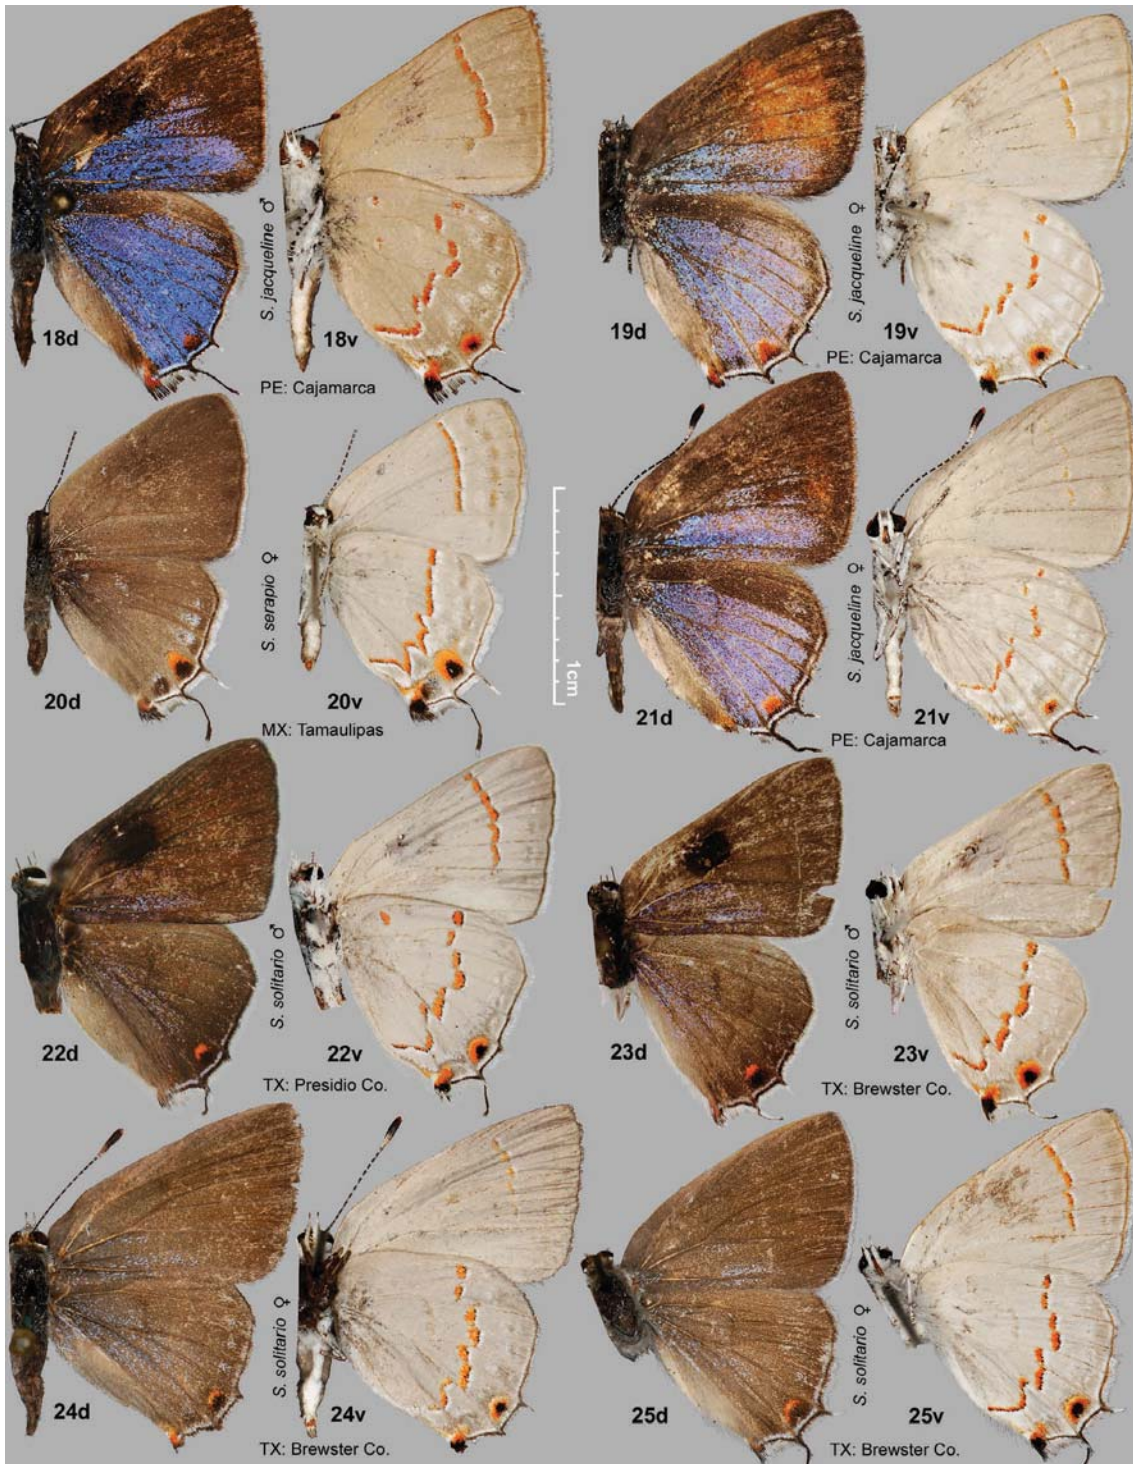 S. jacqueline ♂
18d
18v
PE: Cajamarca
S. jacqueline ♀
19d
19v
PE: Cajamarca
S. serapio ♀
20d
20v
MX: Tamaulipas
1cm
S. jacqueline ♀
21d
21v
PE: Cajamarca
S. solitario ♂
22d
22v
TX: Presidio Co.
S. solitario ♂
23d
23v
TX: Brewster Co.
S. solitario ♀
24d
24v
TX: Brewster Co.
S. solitario ♀
25d
25v
TX: Brewster Co.